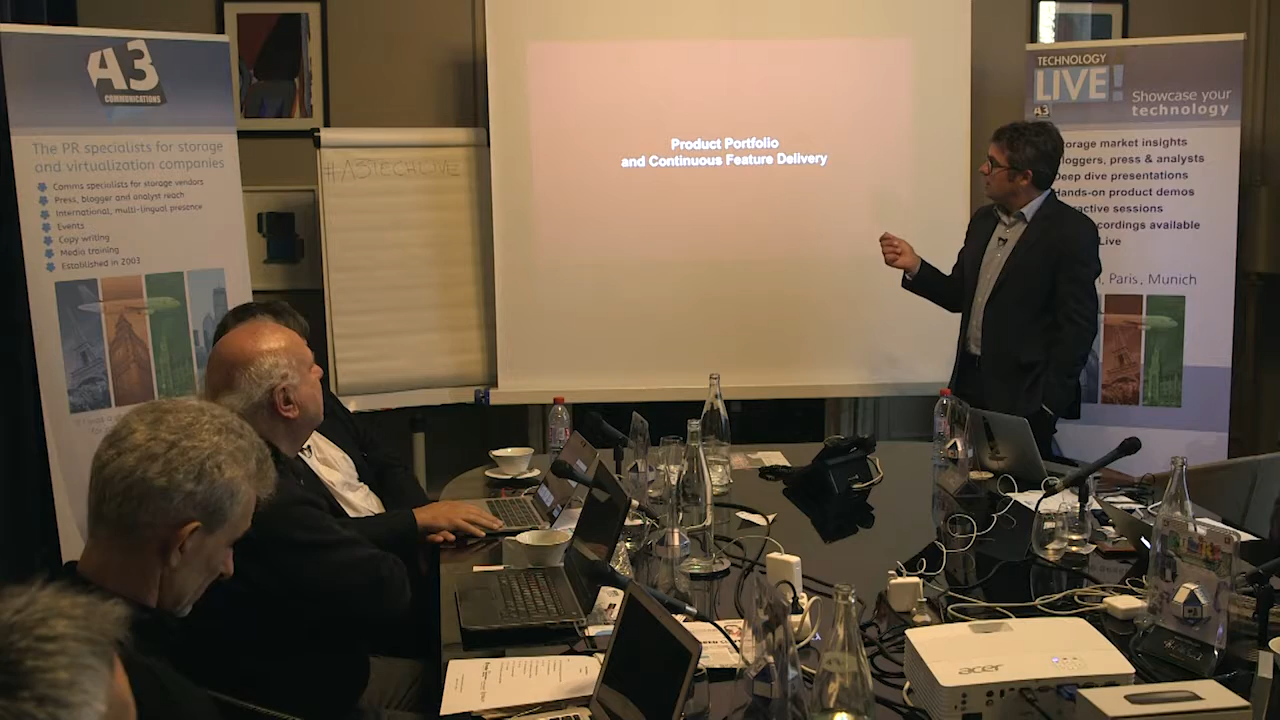 A3
COMMUNICATIONS
The PR specialists for storage
and virtualization companies
Comms specialists for storage vendors
Press, blogger and analyst reach
International, multi-lingual presence
Events
Copy writing
Media training
Established in 2003
#A3TECHLIVE
Product Portfolio
and Continuous Feature Delivery
TECHNOLOGY
LIVE!
A3
Showcase your
technology
torage market insights
loggers, press & analysts
Deep dive presentations
Hands-on product demos
ractive sessions
cordings available
Live
, Paris, Munich
acer